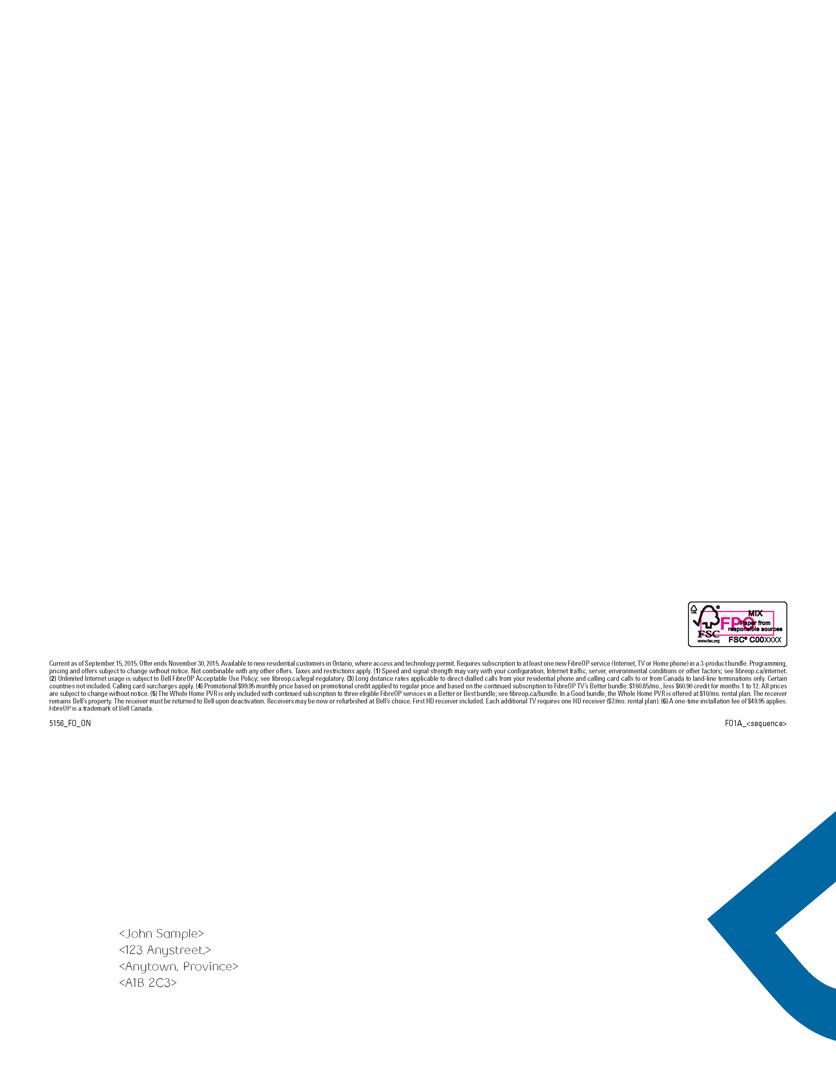 MIX
Paper from
responsible sources
FPO
FSC
www.fsc.org
FSC® C00XXXX
Current as of September 15, 2015. Offer ends November 30, 2015. Available to new residential customers in Ontario, where access and technology permit. Requires subscription to at least one new FibreOP service (Internet, TV or Home phone) in a 3-product bundle. Programming,
pricing and offers subject to change without notice. Not combinable with any other offers. Taxes and restrictions apply. (1) Speed and signal strength may vary with your configuration, Internet traffic, server, environmental conditions or other factors; see fibreop.ca/internet.
(2) Unlimited Internet usage is subject to Bell FibreOP Acceptable Use Policy; see fibreop.ca/legal-regulatory. (3) Long distance rates applicable to direct-dialled calls from your residential phone and calling card calls to or from Canada to land-line terminations only. Certain
countries not included. Calling card surcharges apply. (4) Promotional $99.95 monthly price based on promotional credit applied to regular price and based on the continued subscription to FibreOP TV's Better bundle: $160.85/mo., less $60.90 credit for months 1 to 12. All prices
are subject to change without notice. (5) The Whole Home PVR is only included with continued subscription to three eligible FibreOP services in a Better or Best bundle; see fibreop.ca/bundle. In a Good bundle, the Whole Home PVR is offered at $10/mo. rental plan. The receiver
remains Bell's property. The receiver must be returned to Bell upon deactivation. Receivers may be new or refurbished at Bell's choice. First HD receiver included. Each additional TV requires one HD receiver ($7/mo. rental plan). (6) A one-time installation fee of $49.95 applies.
FibreOP is a trademark of Bell Canada.
5156_FO_ON
F01A_<sequence>
<John Sample>
<123 Anystreet,>
<Anytown, Province>
<A1B 2C3>